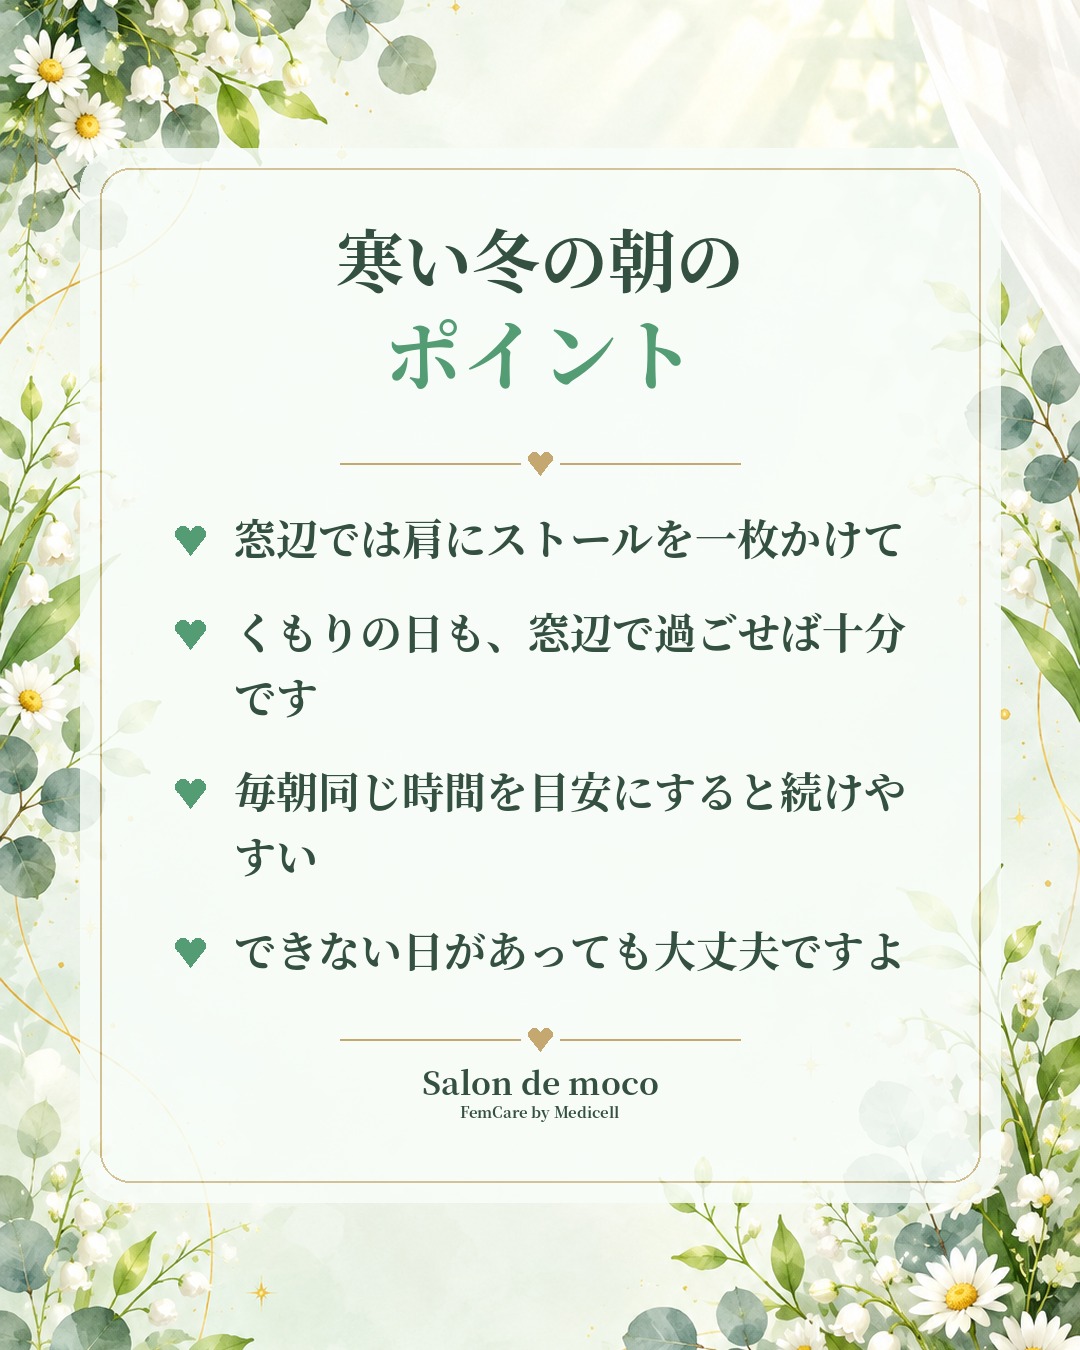 寒い冬の朝の
ポイント
窓辺では肩にストールを一枚かけて
くもりの日も、窓辺で過ごせば十分
です
毎朝同じ時間を目安にすると続けや
すい
できない日があっても大丈夫ですよ
Salon de moco
FemCare by Medicell